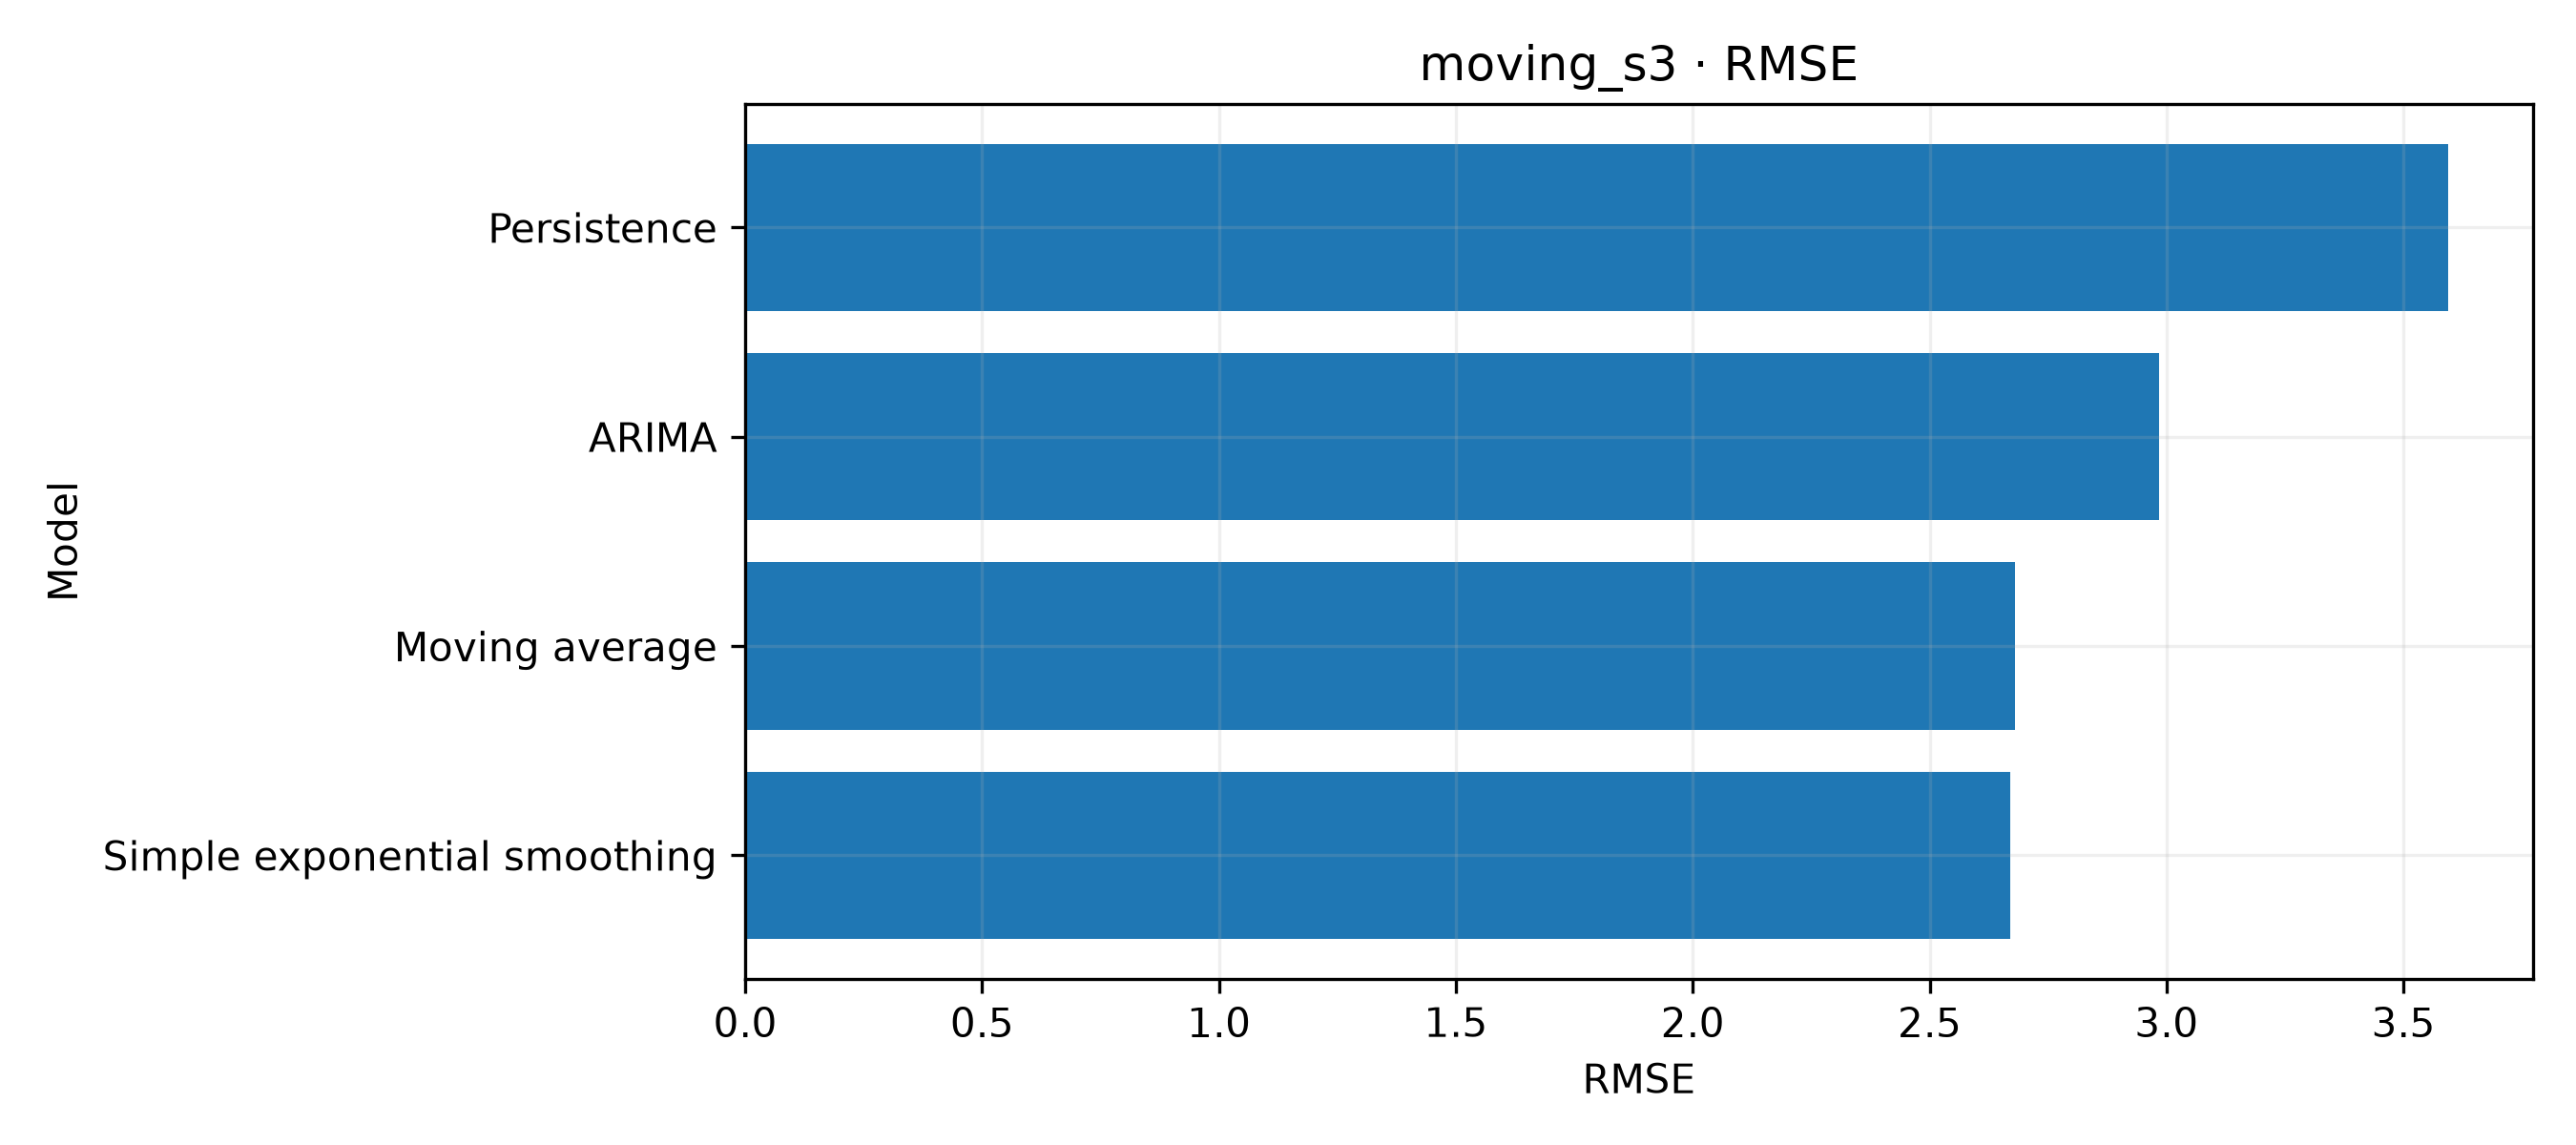 moving_s3 · RMSE
Persistence
ARIMA
Moving average
Simple exponential smoothing
Model
0.0 0.5 1.0 1.5 2.0 2.5 3.0 3.5
RMSE